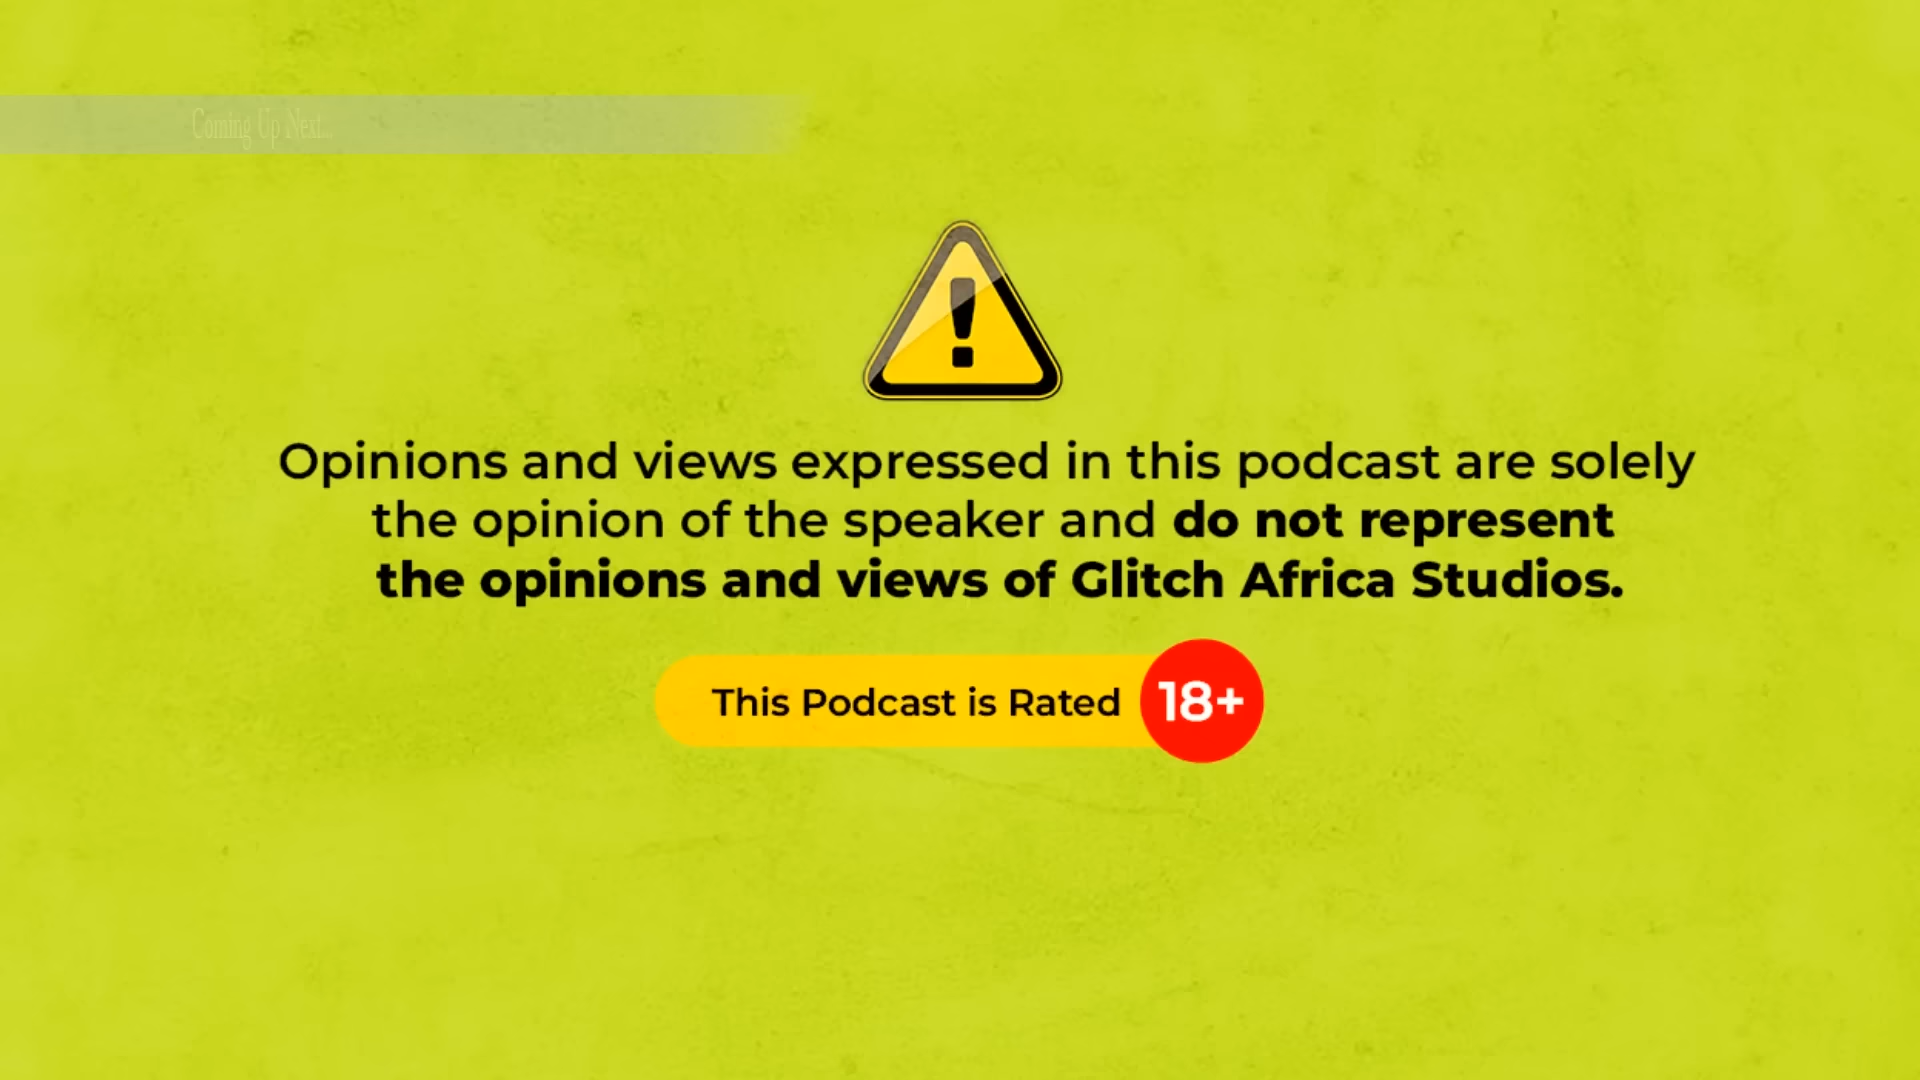 Coming Up Next...
Opinions and views expressed in this podcast are solely
the opinion of the speaker and do not represent
the opinions and views of Glitch Africa Studios.
This Podcast is Rated 18+